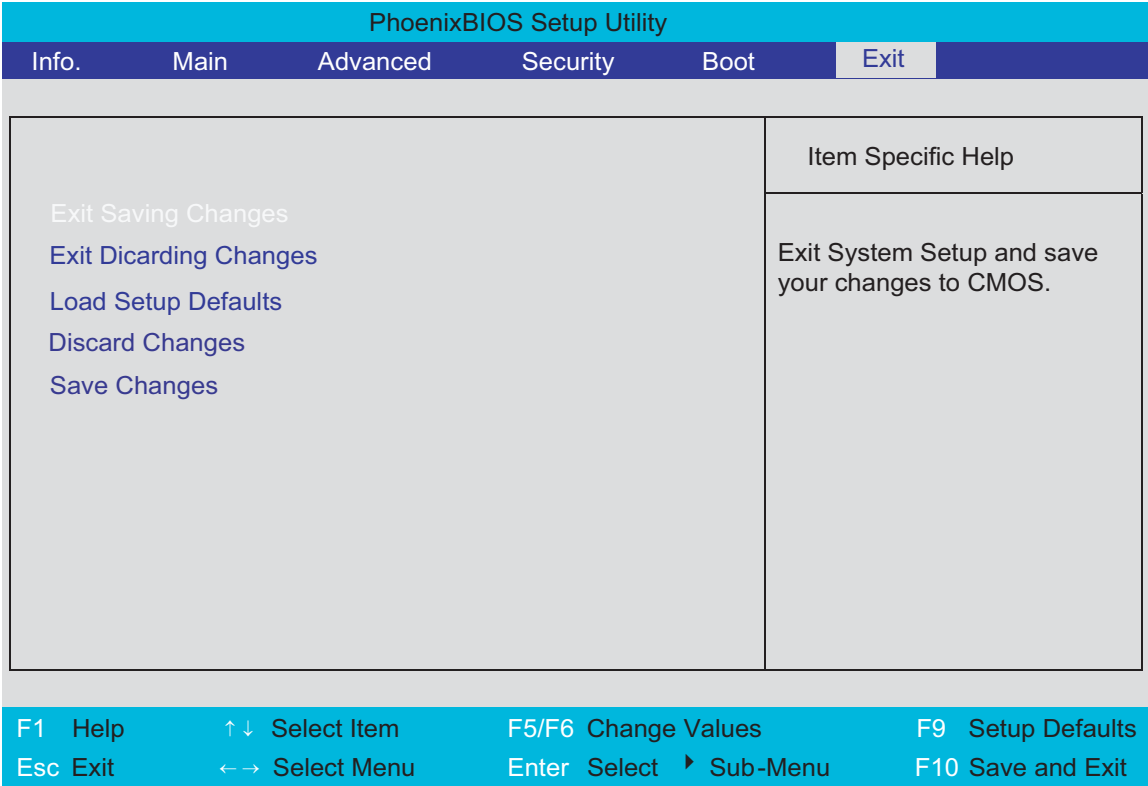 PhoenixBIOS Setup Utility
Info. Main Advanced Security Boot Exit
Item Specific Help
Exit Saving Changes
Exit Dicarding Changes
Load Setup Defaults
Discard Changes
Save Changes
Exit System Setup and save
your changes to CMOS.
F1 Help ↑↓ Select Item F5/F6 Change Values F9 Setup Defaults
Esc Exit ←→ Select Menu Enter Select ▸ Sub-Menu F10 Save and Exit